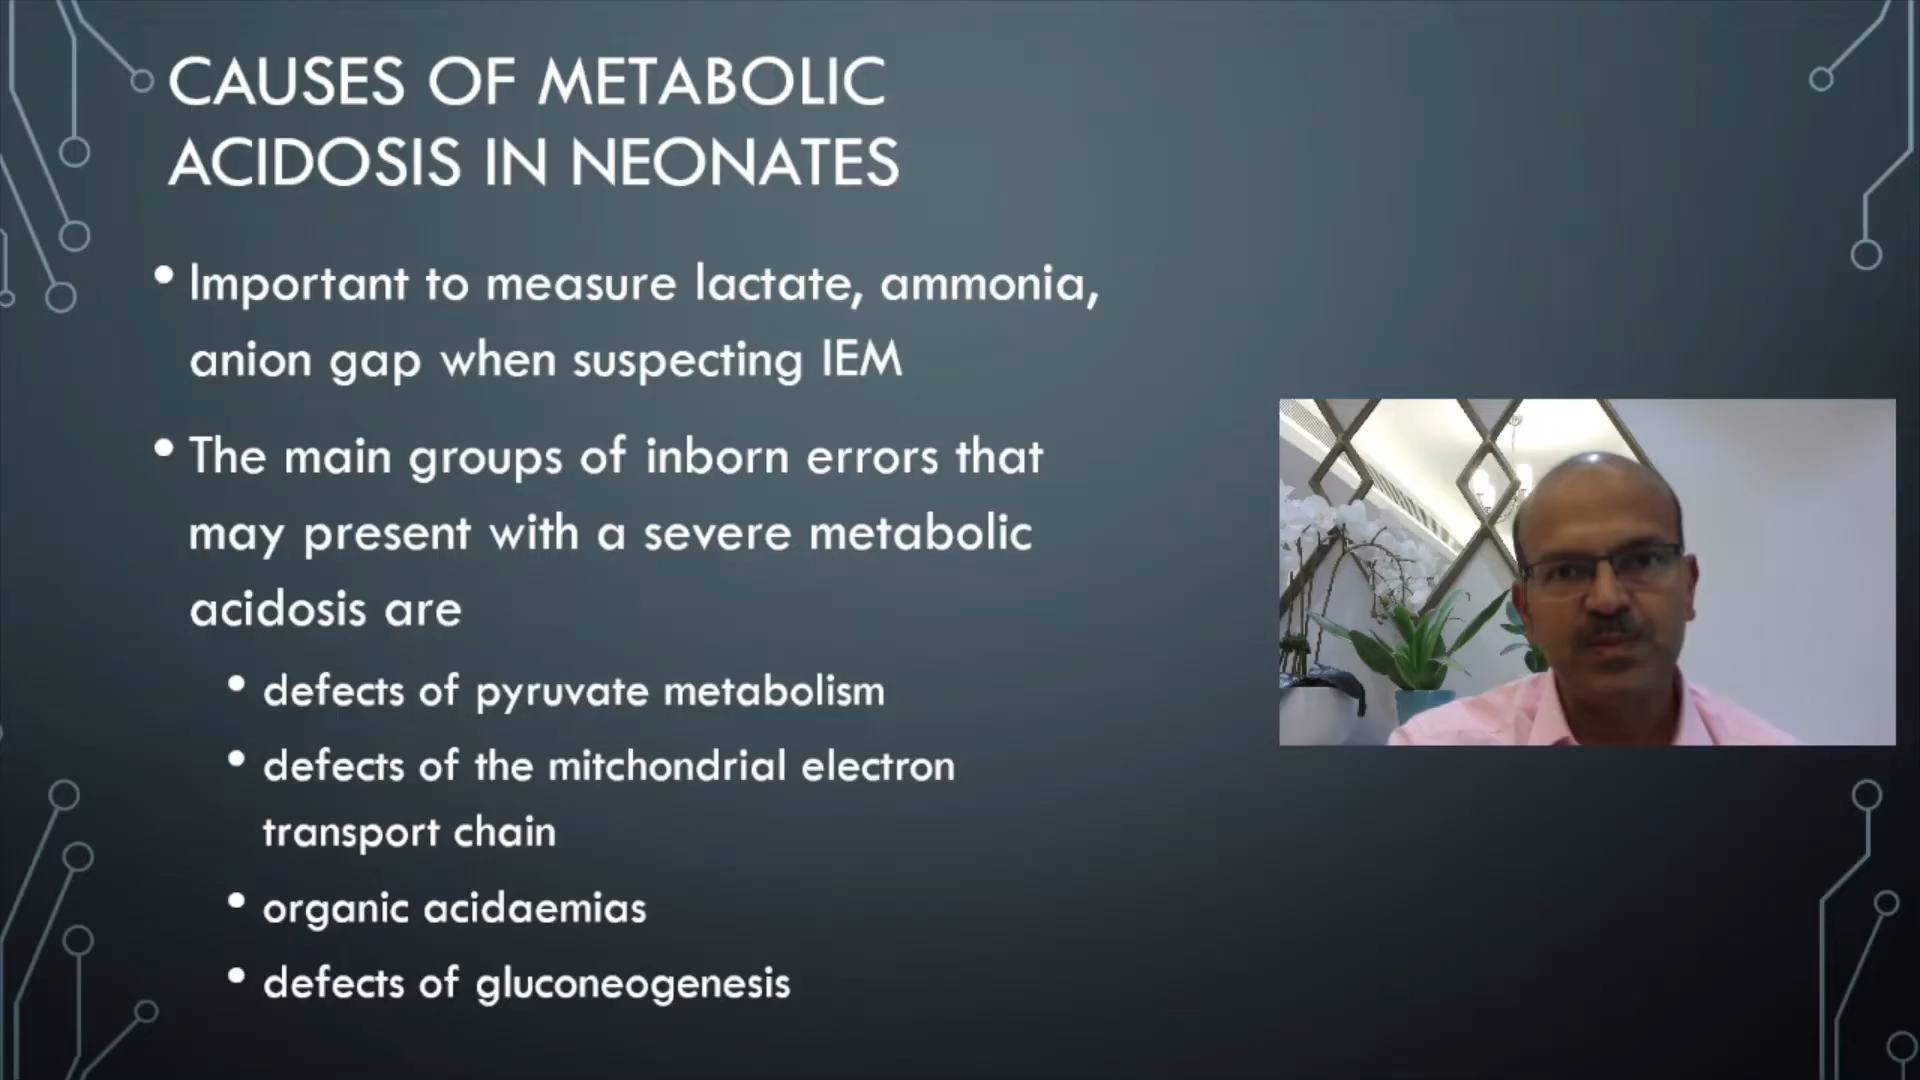 CAUSES OF METABOLIC
ACIDOSIS IN NEONATES
• Important to measure lactate, ammonia,
anion gap when suspecting IEM
• The main groups of inborn errors that
may present with a severe metabolic
acidosis are
• defects of pyruvate metabolism
• defects of the mitchondrial electron
transport chain
• organic acidaemias
• defects of gluconeogenesis